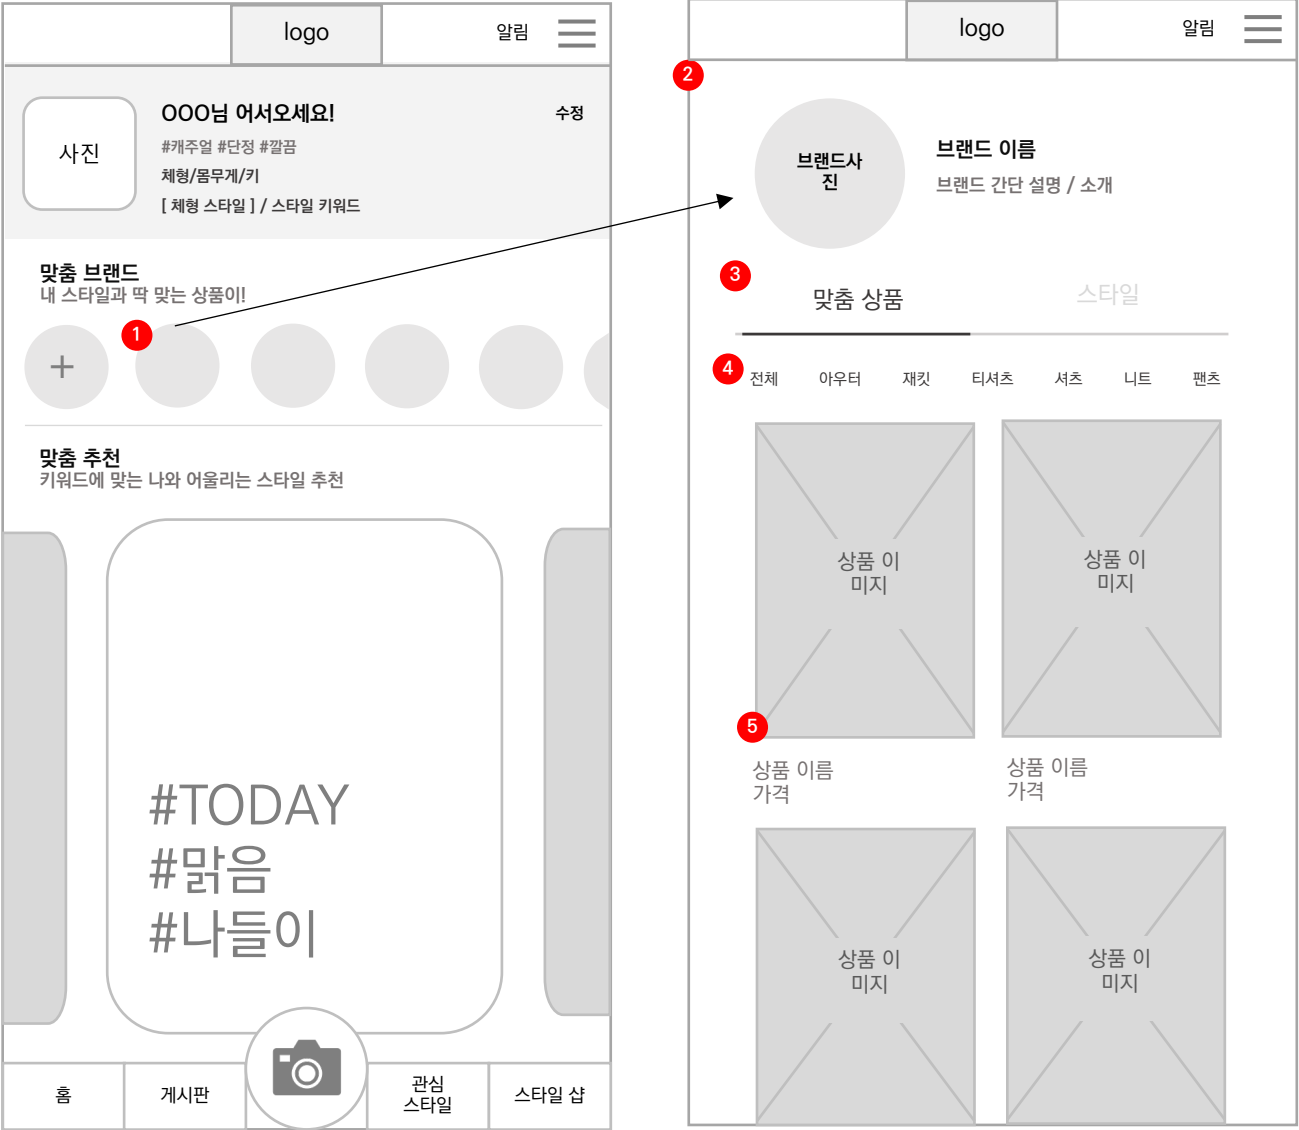 logo
알림
OOO님 어서오세요!
수정
사진
#캐주얼 #단정 #깔끔
체형/몸무게/키
[ 체형 스타일 ] / 스타일 키워드
맞춤 브랜드
내 스타일과 딱 맞는 상품이!
1
+
맞춤 추천
키워드에 맞는 나와 어울리는 스타일 추천
#TODAY
#맑음
#나들이
홈
게시판
관심
스타일
스타일 샵
logo
알림
2
브랜드사
진
브랜드 이름
브랜드 간단 설명 / 소개
3
맞춤 상품
스타일
4
전체
아우터
재킷
티셔츠
셔츠
니트
팬츠
상품 이
미지
상품 이
미지
5
상품 이름
가격
상품 이름
가격
상품 이
미지
상품 이
미지